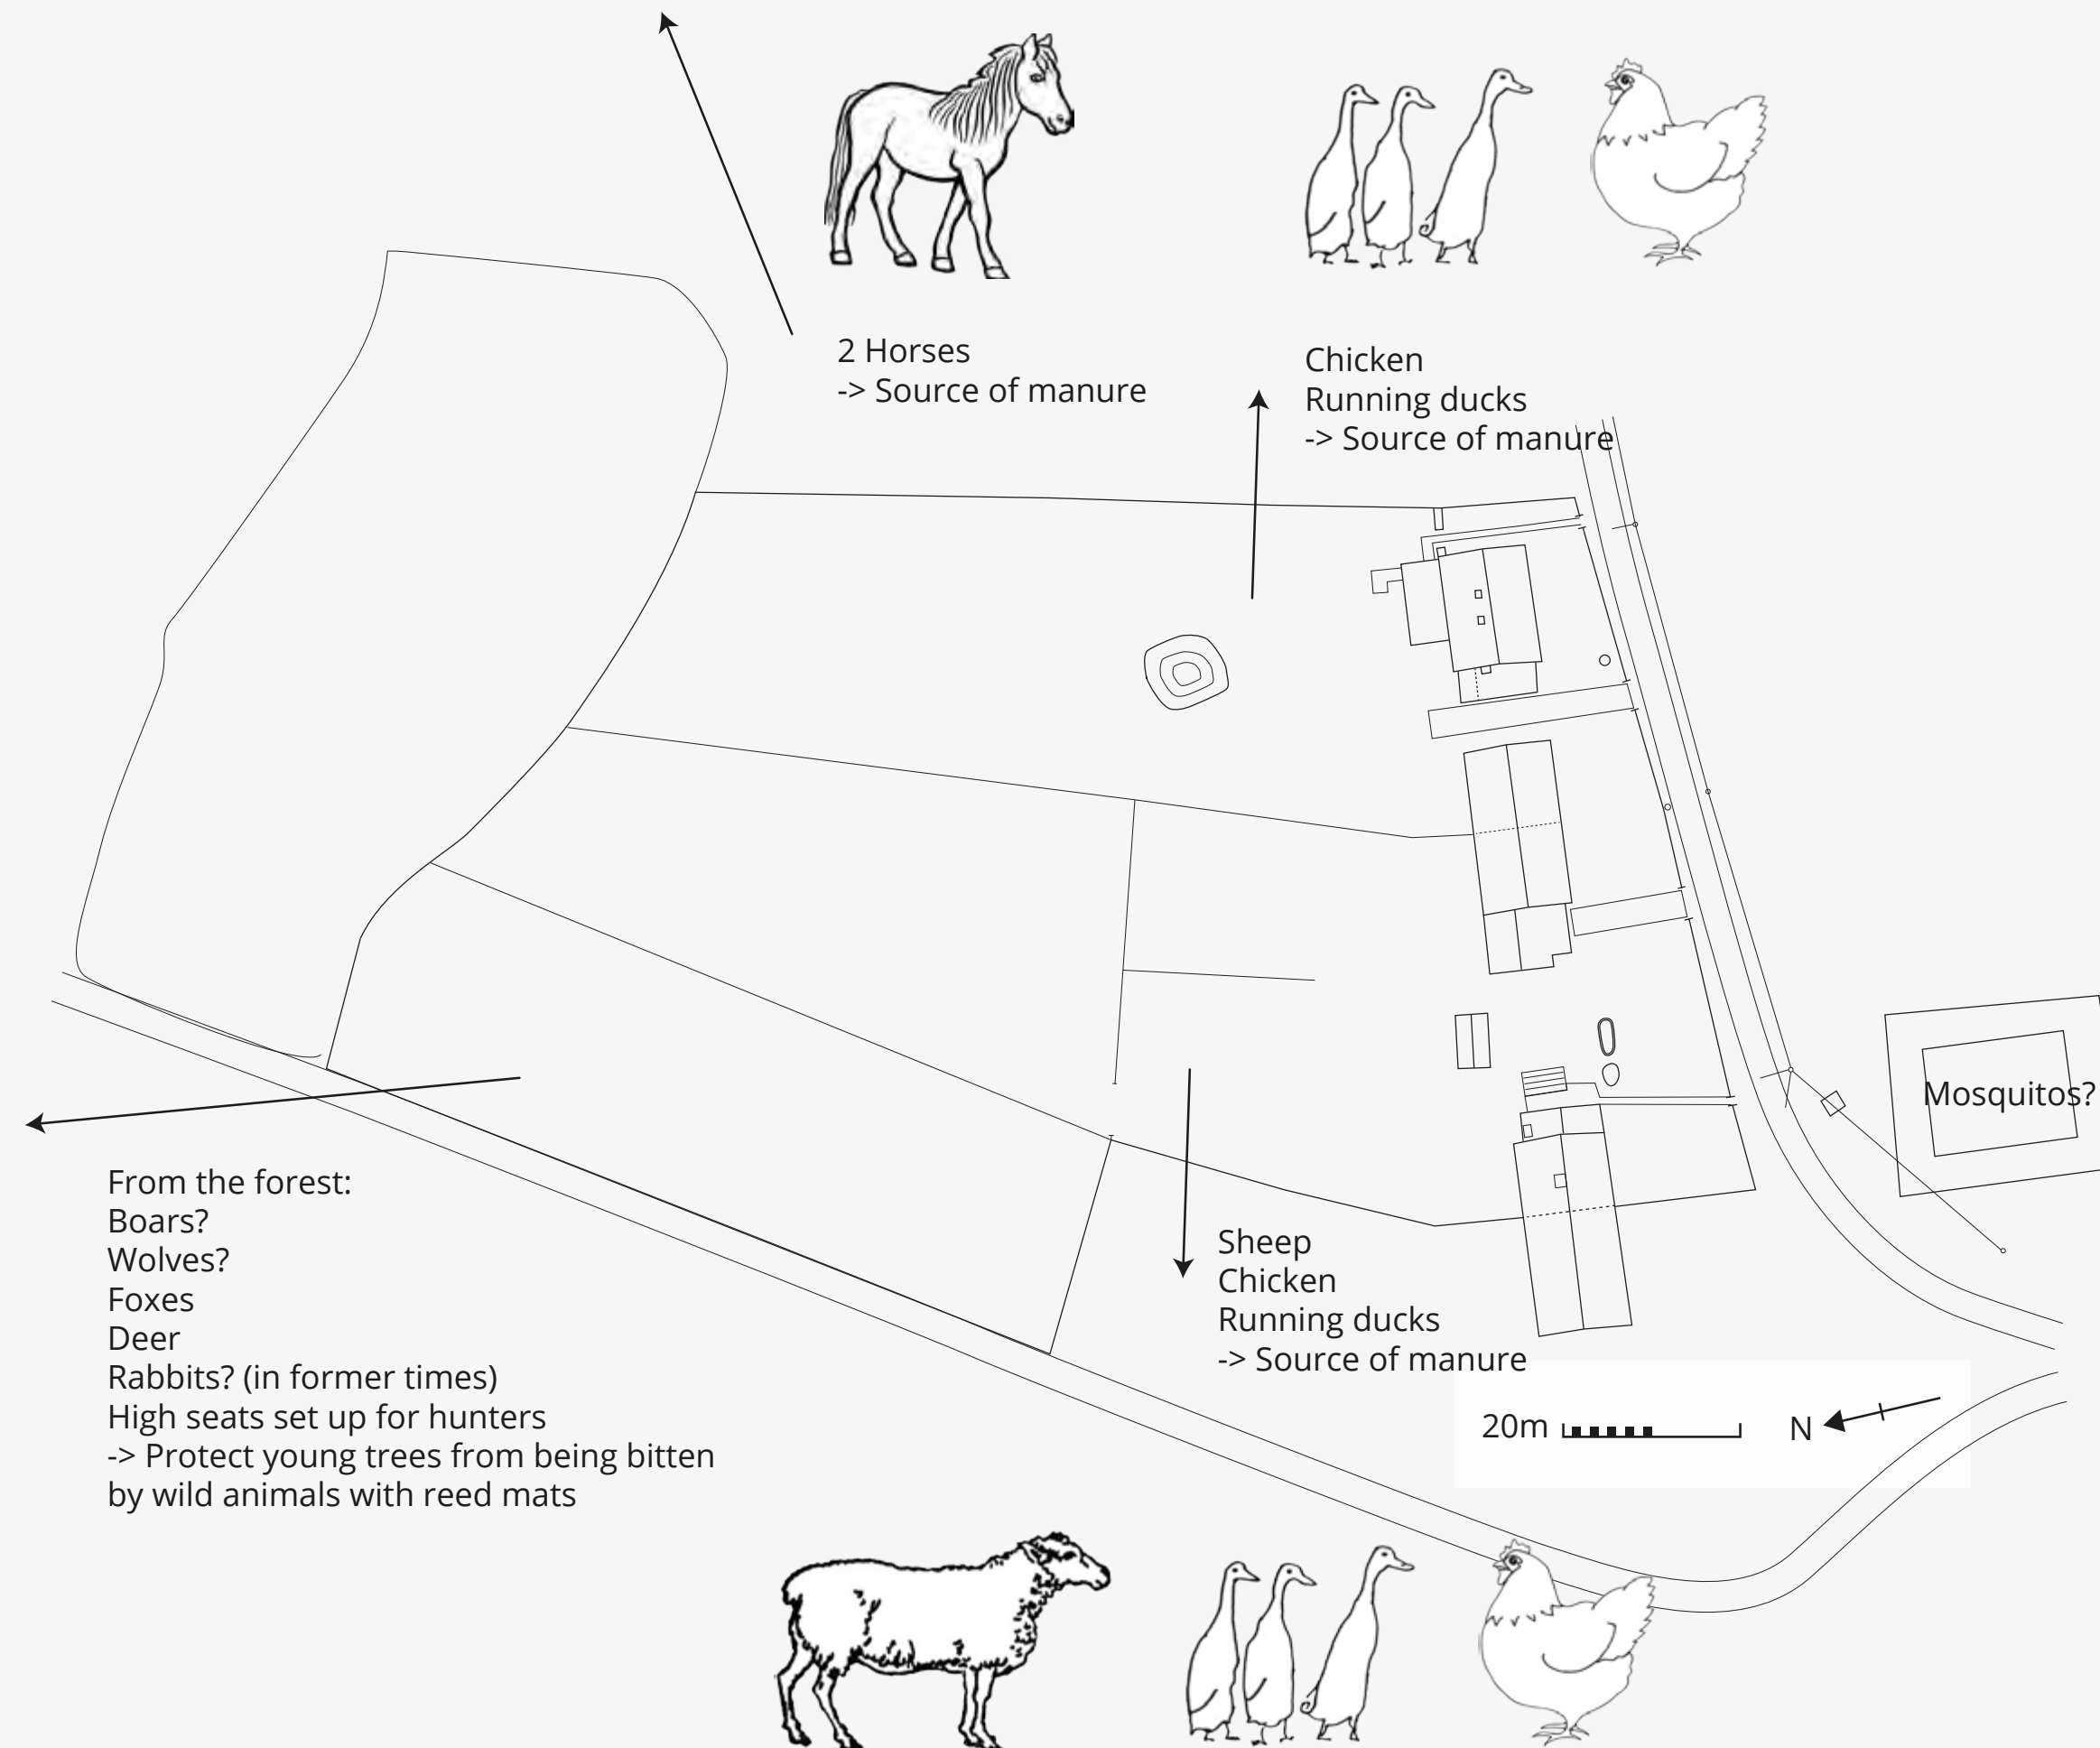 2 Horses
-> Source of manure
Chicken
Running ducks
-> Source of manure
Mosquitos?
From the forest:
Boars?
Wolves?
Foxes
Deer
Rabbits? (in former times)
High seats set up for hunters
-> Protect young trees from being bitten
by wild animals with reed mats
Sheep
Chicken
Running ducks
-> Source of manure
20m
N